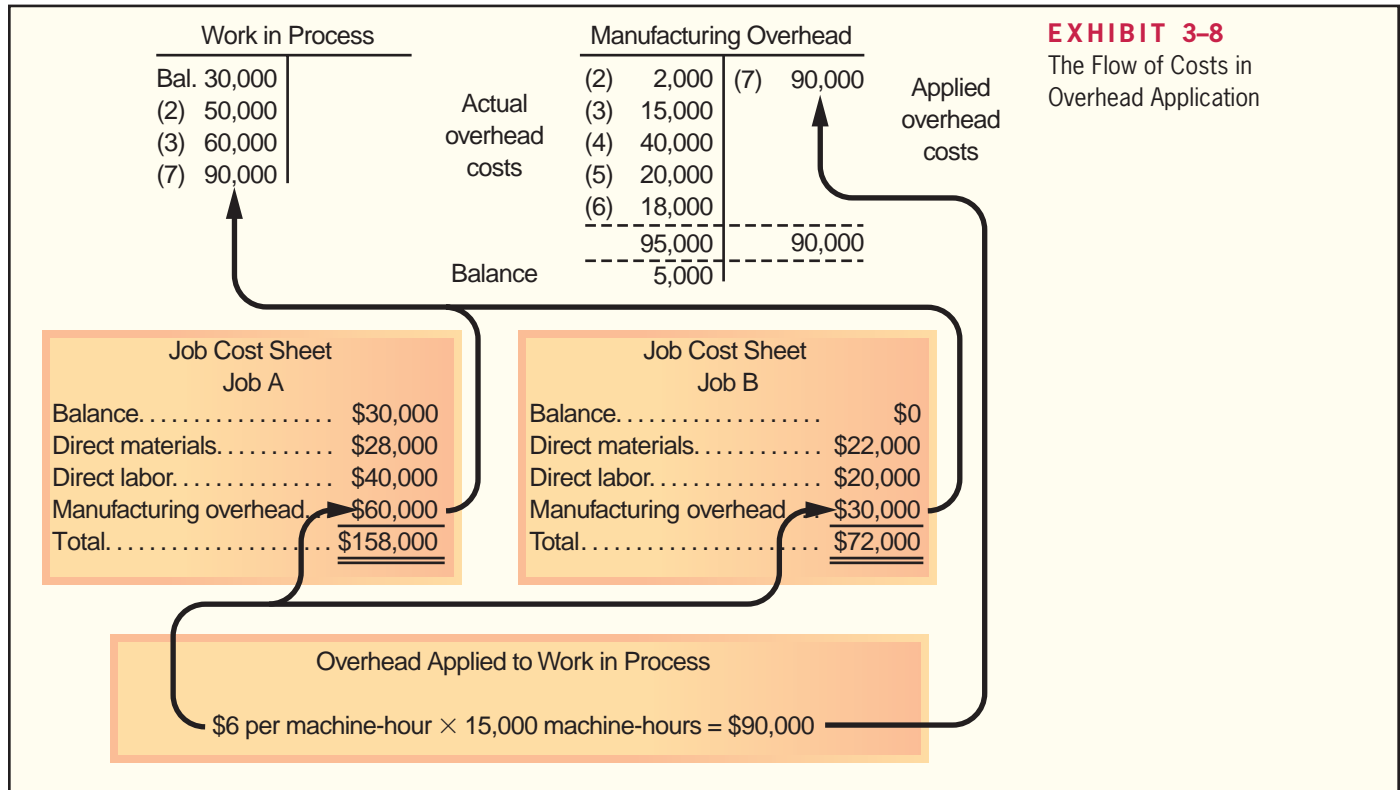 Work in Process
Bal. 30,000
(2) 50,000
(3) 60,000
(7) 90,000
Actual
overhead
costs
Manufacturing Overhead
(2) 2,000 (7) 90,000
(3) 15,000
(4) 40,000
(5) 20,000
(6) 18,000
95,000 90,000
Balance 5,000
Applied
overhead
costs
EXHIBIT 3–8
The Flow of Costs in
Overhead Application
Job Cost Sheet
Job A
Balance. . . . . . . . . . . . . . . . . $30,000
Direct materials. . . . . . . . . . . $28,000
Direct labor. . . . . . . . . . . . . . . $40,000
Manufacturing overhead. . $60,000
Total. . . . . . . . . . . . . . . . . . . . . $158,000
Job Cost Sheet
Job B
Balance. . . . . . . . . . . . . . . . . . $0
Direct materials. . . . . . . . . . . . $22,000
Direct labor. . . . . . . . . . . . . . . . $20,000
Manufacturing overhead . . $30,000
Total. . . . . . . . . . . . . . . . . . . . . $72,000
Overhead Applied to Work in Process
$6 per machine-hour × 15,000 machine-hours = $90,000